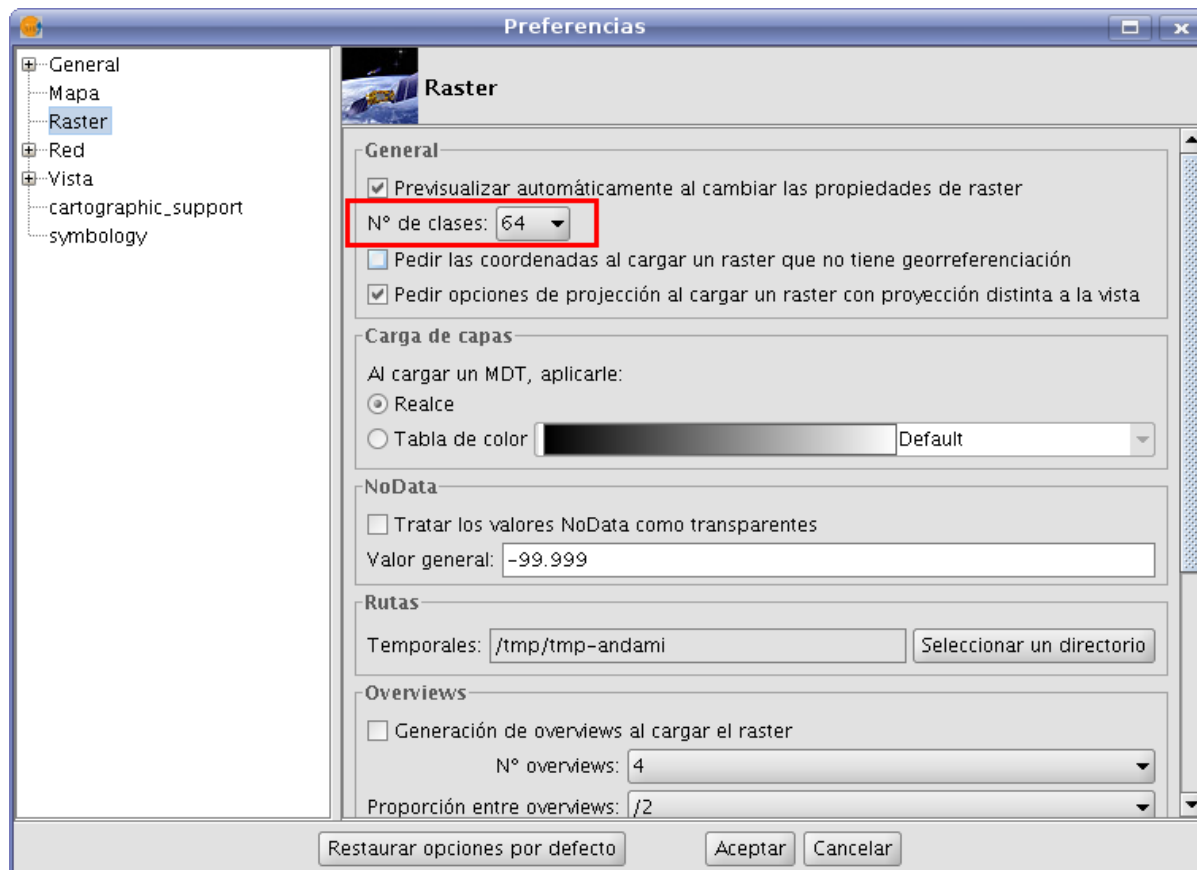 Preferencias
General
Mapa
Raster
Red
Vista
cartographic_support
symbology
Raster
General
Previsualizar automáticamente al cambiar las propiedades de raster
N° de clases: 64
Pedir las coordenadas al cargar un raster que no tiene georreferenciación
Pedir opciones de projección al cargar un raster con proyección distinta a la vista
Carga de capas
Al cargar un MDT, aplicarle:
Realce
Tabla de color Default
NoData
Tratar los valores NoData como transparentes
Valor general: -99.999
Rutas
Temporales: /tmp/tmp-andami Seleccionar un directorio
Overviews
Generación de overviews al cargar el raster
N° overviews: 4
Proporción entre overviews: /2
Restaurar opciones por defecto Aceptar Cancelar